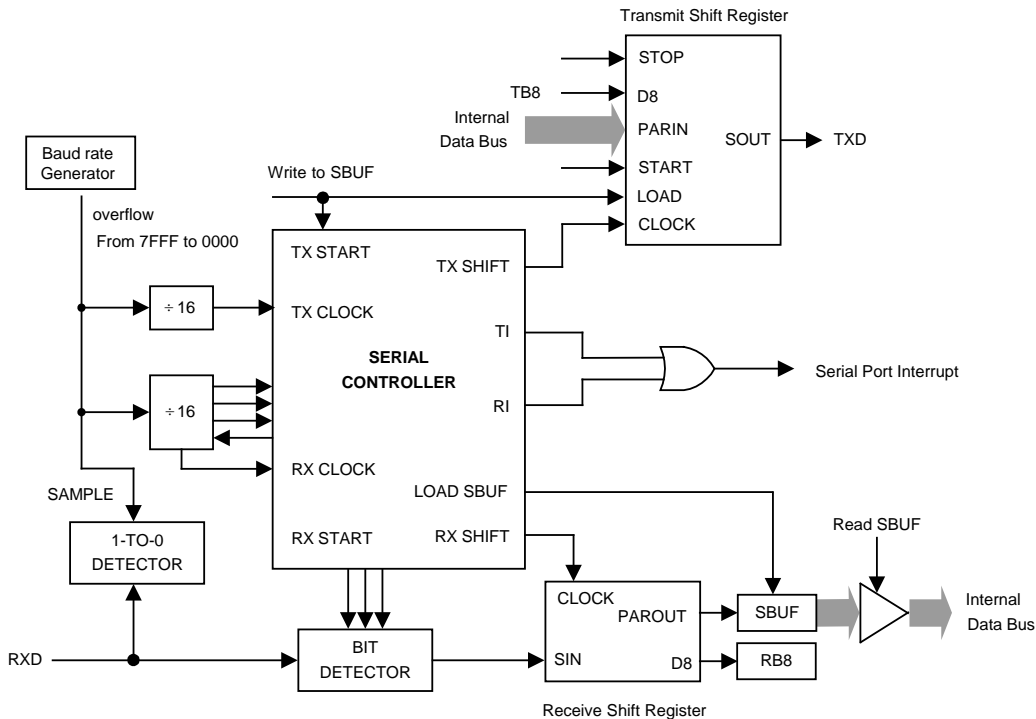 Transmit Shift Register
STOP
TB8
D8
Internal
Data Bus
PARIN
SOUT
TXD
START
LOAD
CLOCK
Baud rate
Generator
Write to SBUF
overflow
From 7FFF to 0000
TX START
TX SHIFT
÷ 16
TX CLOCK
TI
SERIAL
CONTROLLER
Serial Port Interrupt
÷ 16
RI
RX CLOCK
SAMPLE
LOAD SBUF
1-TO-0
DETECTOR
RX START
RX SHIFT
Read SBUF
CLOCK
PAROUT
SBUF
Internal
Data Bus
RXD
BIT
DETECTOR
SIN
D8
RB8
Receive Shift Register